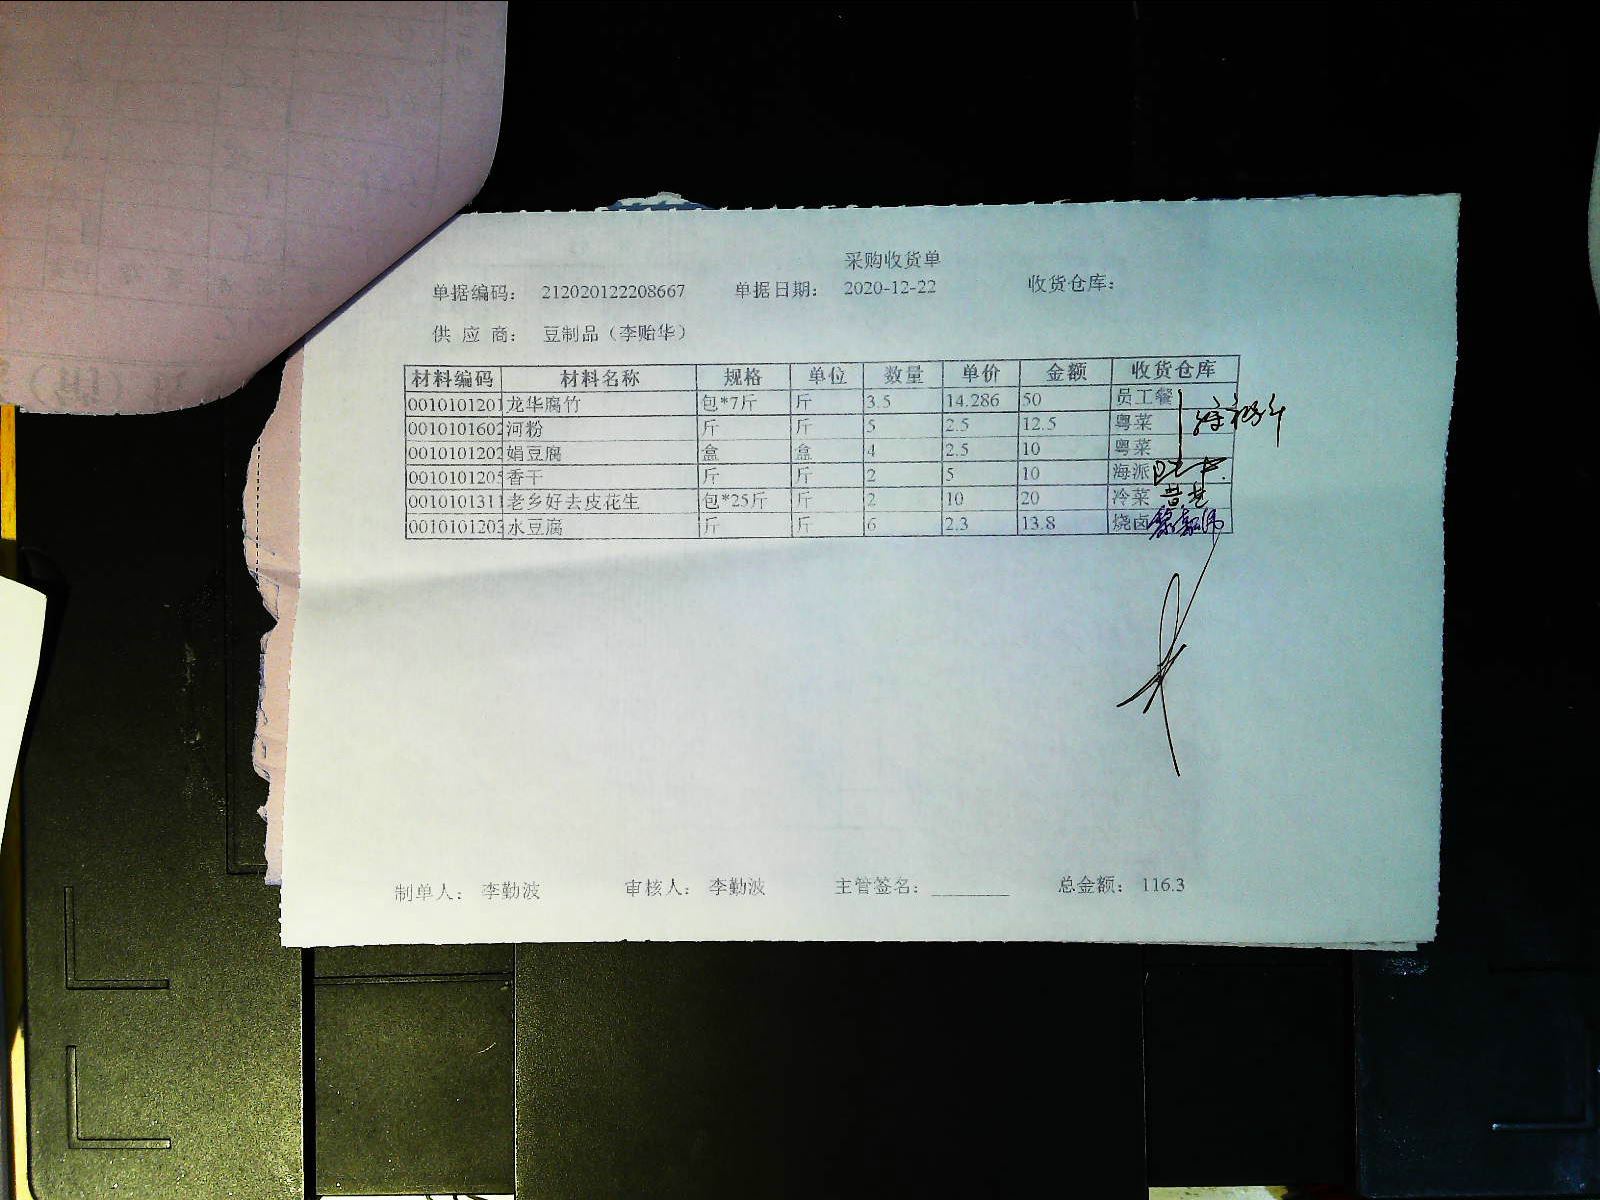 采购收货单
单据编码： 212020122208667 单据日期： 2020-12-22 收货仓库：
供 应 商： 豆制品（李贻华）
材料编码 材料名称 规格 单位 数量 单价 金额 收货仓库
0010101201 龙华腐竹 包*7斤 斤 3.5 14.286 50 员工餐
0010101602 河粉 斤 斤 5 2.5 12.5 粤菜
0010101202 娟豆腐 盒 盒 4 2.5 10 粤菜
0010101205 香干 斤 斤 2 5 10 海派
0010101311 老乡好去皮花生 包*25斤 斤 2 10 20 冷菜
0010101203 水豆腐 斤 斤 6 2.3 13.8 烧卤
制单人： 李勤波 审核人： 李勤波 主管签名： 总金额： 116.3